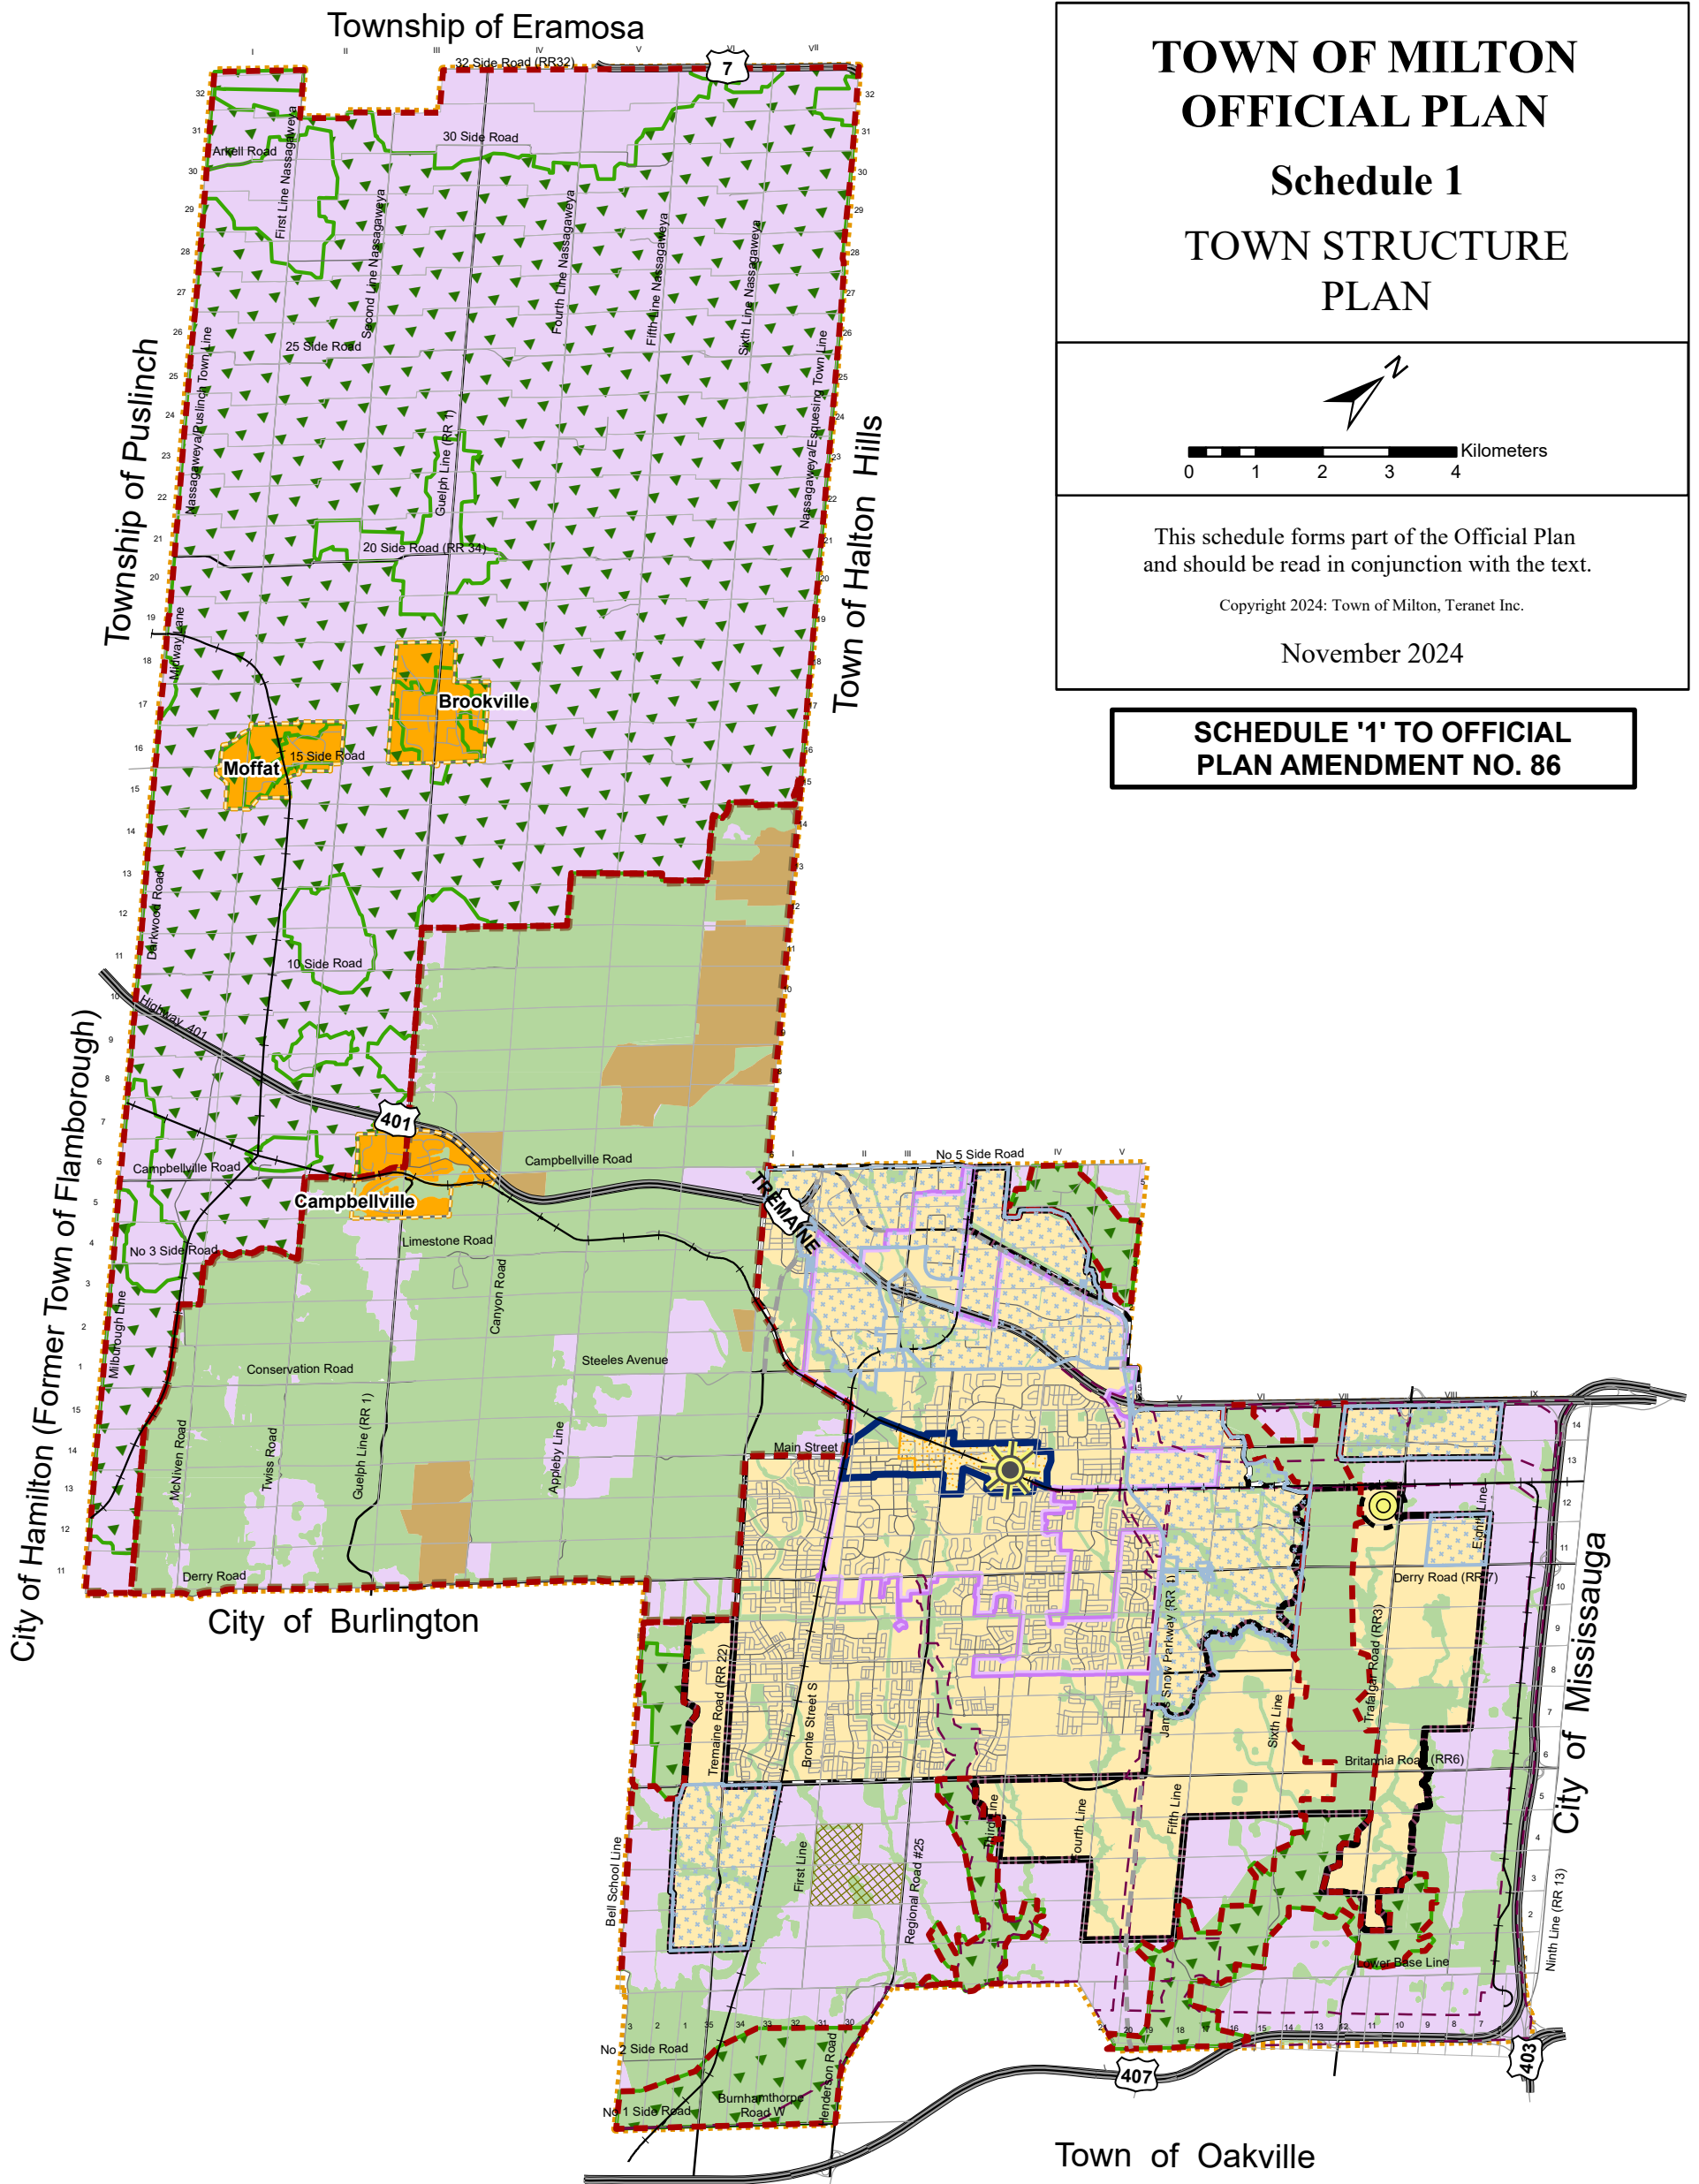 Township of Eramosa
TOWN OF MILTON
OFFICIAL PLAN
Schedule 1
TOWN STRUCTURE
PLAN
N
Kilometers
0 1 2 3 4
This schedule forms part of the Official Plan
and should be read in conjunction with the text.
Copyright 2024: Town of Milton, Teranet Inc.
November 2024
SCHEDULE '1' TO OFFICIAL
PLAN AMENDMENT NO. 86
I II III IV V VI VII
32 Side Road (RR32)
7
30 Side Road
Arkell Road
First Line Nassagaweya
Second Line Nassagaweya
Fourth Line Nassagaweya
Fifth Line Nassagaweya
Sixth Line Nassagaweya
25 Side Road
Nassagaweya/Puslinch Town Line
Nassagaweya/Esquesing Town Line
Township of Puslinch
Town of Halton Hills
Guelph Line (RR 1)
20 Side Road (RR 34)
Midway Lane
Brookville
15 Side Road
Moffat
Darkwood Road
10 Side Road
Highway 401
401
City of Hamilton (Former Town of Flamborough)
Campbellville Road
Campbellville Road
Campbellville
No 3 Side Road
Limestone Road
Canyon Road
Milborough Line
Conservation Road
Steeles Avenue
McNiven Road
Twiss Road
Guelph Line (RR 1)
Appleby Line
Derry Road
City of Burlington
No 5 Side Road
TREMAINE
Main Street
Tremaine Road (RR 22)
Bronte Street S
James Snow Parkway (RR 4)
Sixth Line
Trafalgar Road (RR3)
Eighth Line
Derry Road (RR 7)
Britannia Road (RR6)
City of Mississauga
Bell School Line
First Line
Regional Road #25
Third Line
Fourth Line
Fifth Line
Ninth Line (RR 13)
Lower Base Line
No 2 Side Road
No 1 Side Road
Burnhamthorpe
Road W
Henderson Road
407
403
Town of Oakville